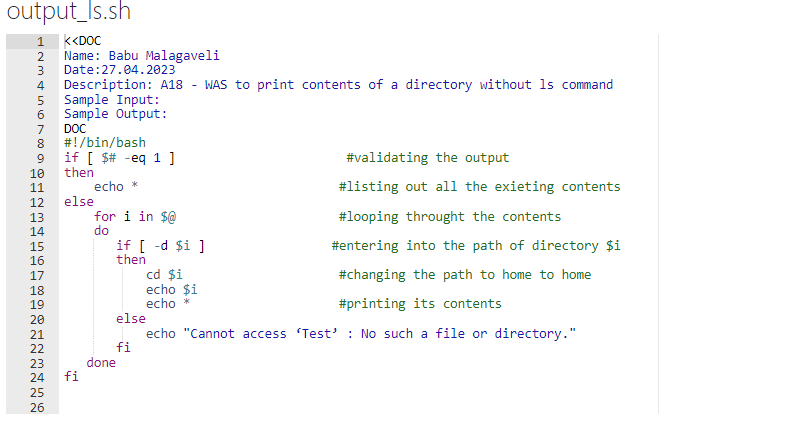 output_ls.sh
1 <<DOC
2 Name: Babu Malagaveli
3 Date:27.04.2023
4 Description: A18 - WAS to print contents of a directory without ls command
5 Sample Input:
6 Sample Output:
7 DOC
8 #!/bin/bash
9 if [ $# -eq 1 ] #validating the output
10 then
11 echo * #listing out all the exieting contents
12 else
13 for i in $@ #looping throught the contents
14 do
15 if [ -d $i ] #entering into the path of directory $i
16 then
17 cd $i #changing the path to home to home
18 echo $i
19 echo * #printing its contents
20 else
21 echo "Cannot access ‘Test’ : No such a file or directory."
22 fi
23 done
24 fi
25
26